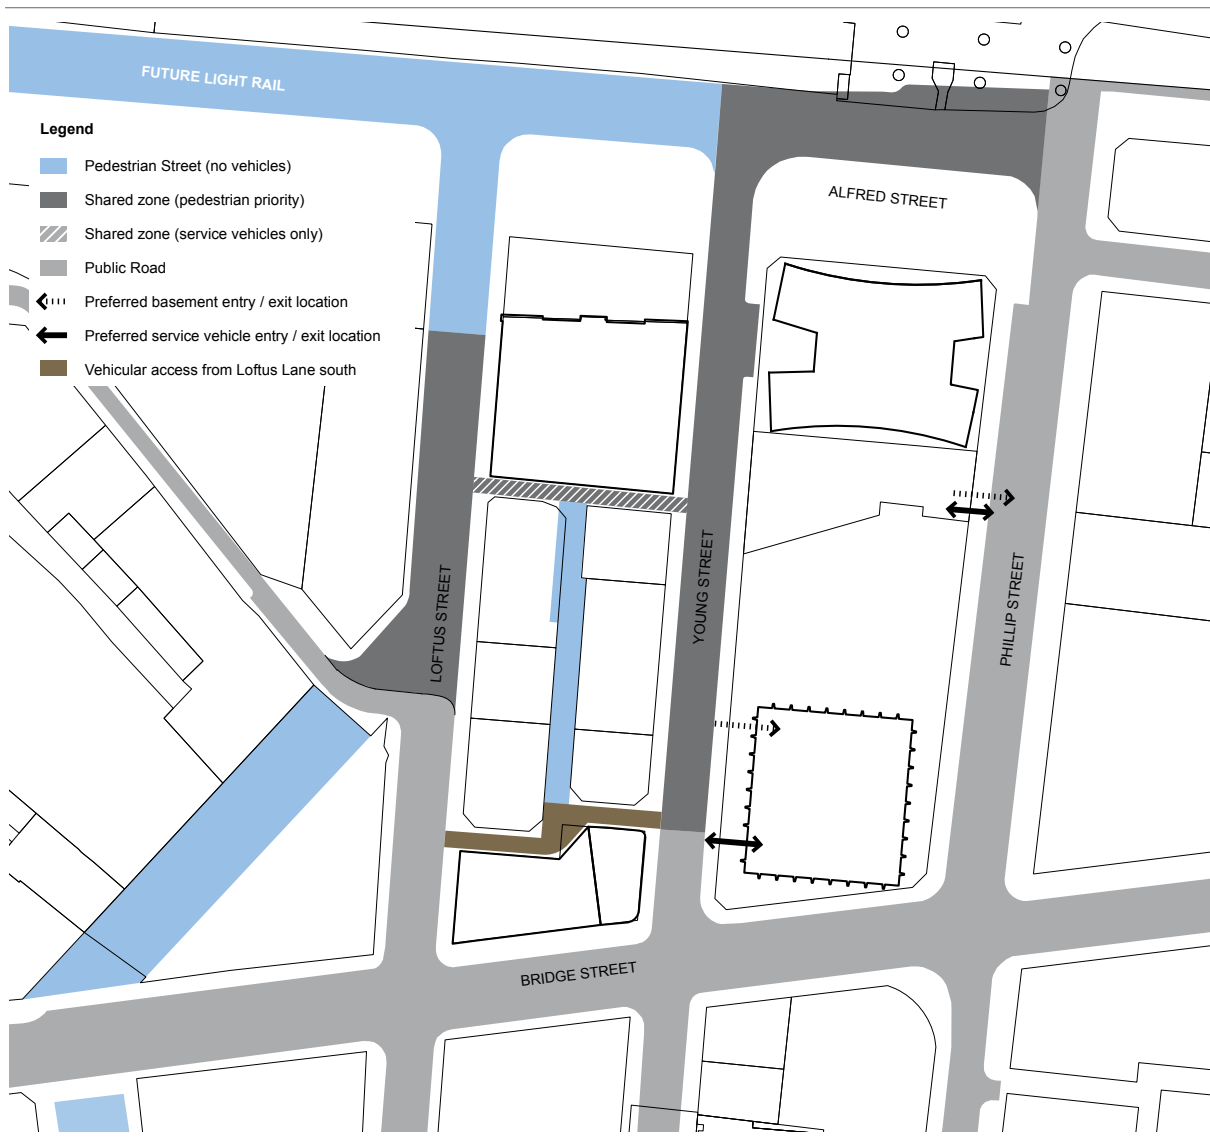 FUTURE LIGHT RAIL
Legend
Pedestrian Street (no vehicles)
Shared zone (pedestrian priority)
Shared zone (service vehicles only)
Public Road
Preferred basement entry / exit location
Preferred service vehicle entry / exit location
Vehicular access from Loftus Lane south
ALFRED STREET
LOFTUS STREET
YOUNG STREET
PHILLIP STREET
BRIDGE STREET